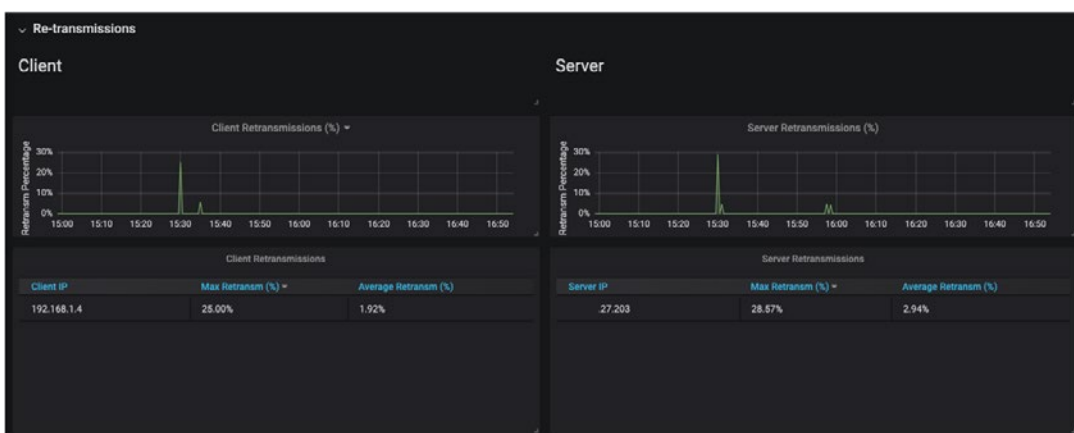 Re-transmissions
Client
Server
Client Retransmissions (%)
Retransm Percentage
30%
20%
10%
0%
15:00 15:10 15:20 15:30 15:40 15:50 16:00 16:10 16:20 16:30 16:40 16:50
Server Retransmissions (%)
Retransm Percentage
30%
20%
10%
0%
15:00 15:10 15:20 15:30 15:40 15:50 16:00 16:10 16:20 16:30 16:40 16:50
Client Retransmissions
Client IP Max Retransm (%) Average Retransm (%)
192.168.1.4 25.00% 1.92%
Server Retransmissions
Server IP Max Retransm (%) Average Retransm (%)
.27.203 28.57% 2.94%